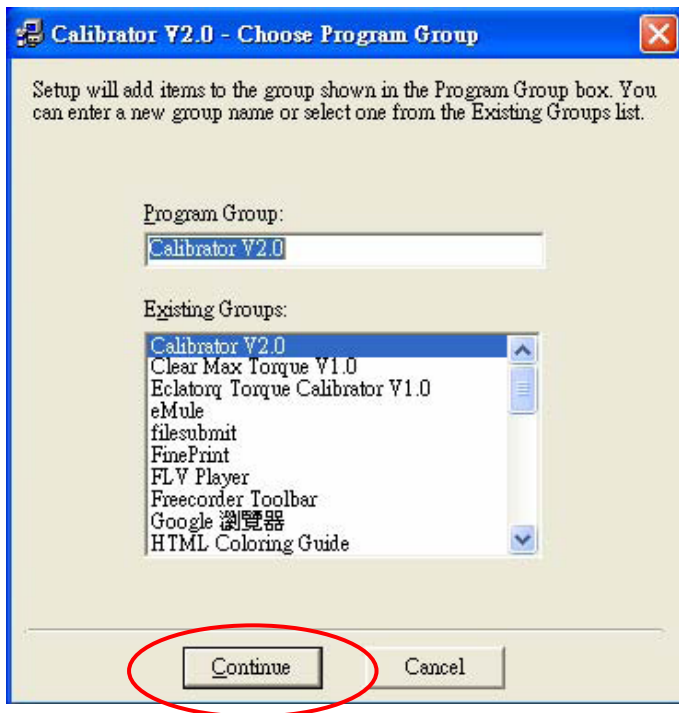 Calibrator V2.0 - Choose Program Group
Setup will add items to the group shown in the Program Group box. You
can enter a new group name or select one from the Existing Groups list.
Program Group:
Calibrator V2.0
Existing Groups:
Calibrator V2.0
Clear Max Torque V1.0
Eclatorq Torque Calibrator V1.0
eMule
filesubmit
FinePrint
FLV Player
Freecorder Toolbar
Google 瀏覽器
HTML Coloring Guide
Continue
Cancel